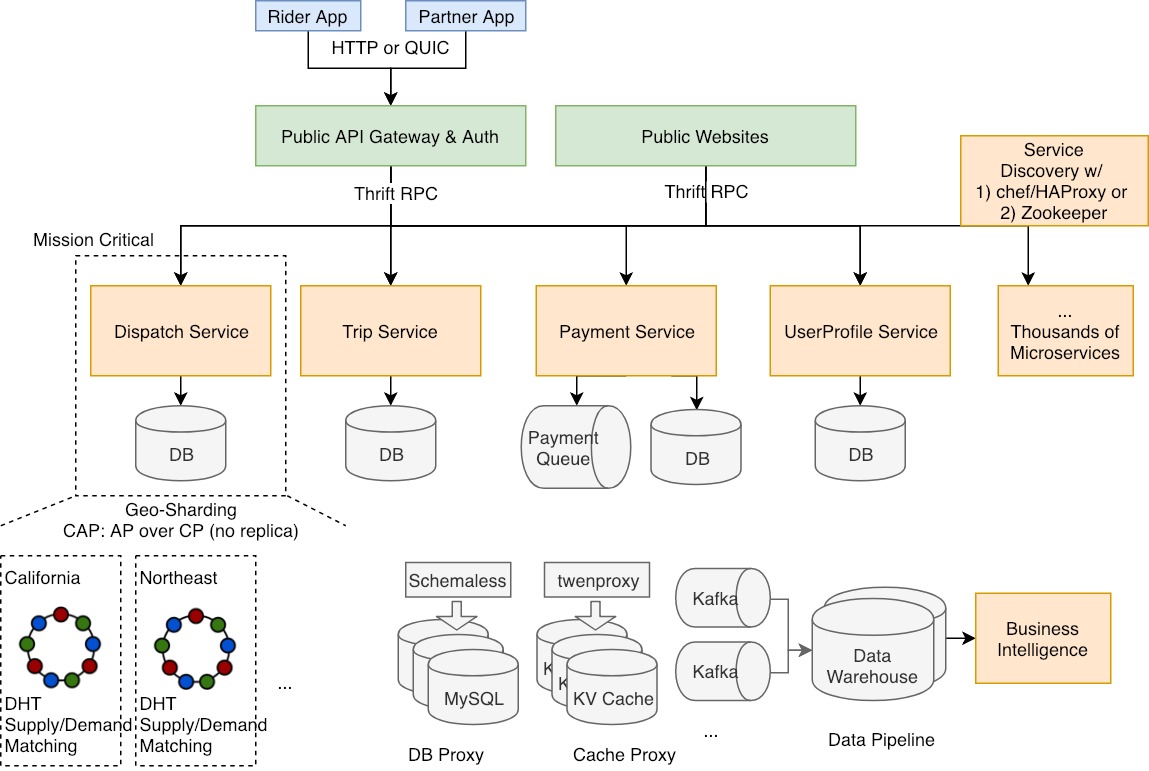 Rider App
Partner App
HTTP or QUIC
Public API Gateway & Auth
Public Websites
Service
Discovery w/
1) chef/HAProxy or
2) Zookeeper
Thrift RPC
Thrift RPC
Mission Critical
Dispatch Service
Trip Service
Payment Service
UserProfile Service
...
Thousands of
Microservices
DB
DB
Payment
Queue
DB
DB
Geo-Sharding
CAP: AP over CP (no replica)
California
Northeast
DHT
Supply/Demand
Matching
DHT
Supply/Demand
Matching
...
Schemaless
MySQL
DB Proxy
twenproxy
K
K
KV Cache
Cache Proxy
Kafka
Kafka
...
Data
Warehouse
Data Pipeline
Business
Intelligence